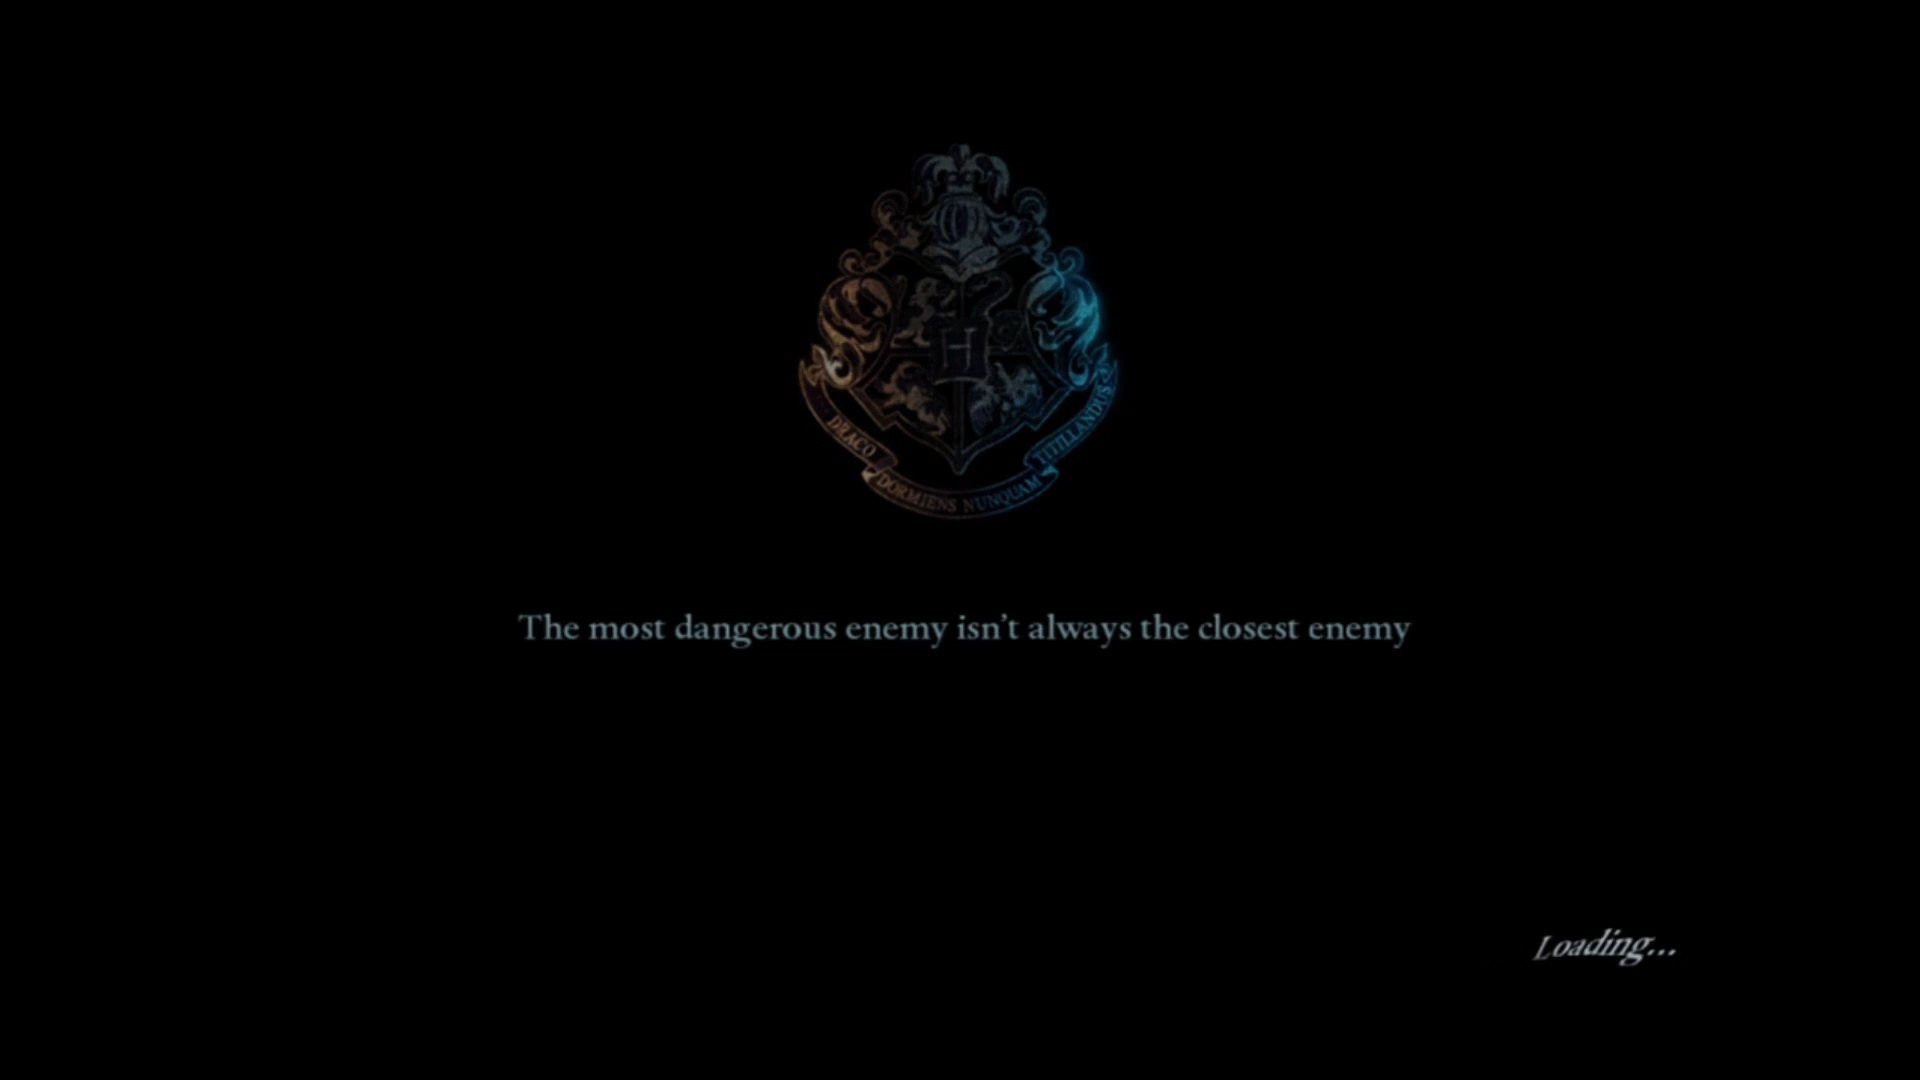 H
DRACO
DORMIENS NUNQUAM
TITILLANDUS
The most dangerous enemy isn't always the closest enemy
Loading...